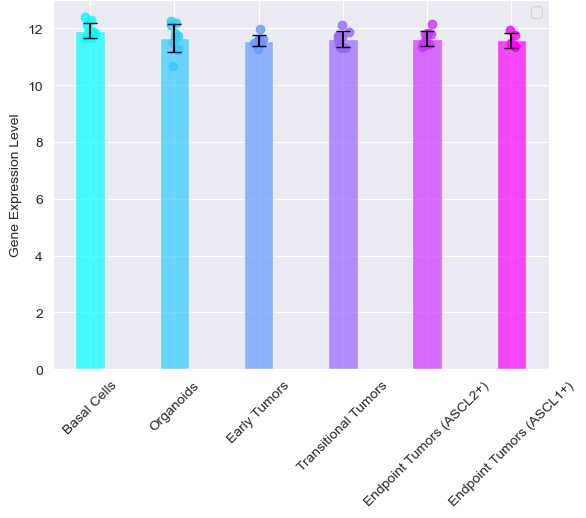 12
10
8
6
4
2
0
Gene Expression Level
Basal Cells
Organoids
Early Tumors
Transitional Tumors
Endpoint Tumors (ASCL2+)
Endpoint Tumors (ASCL1+)